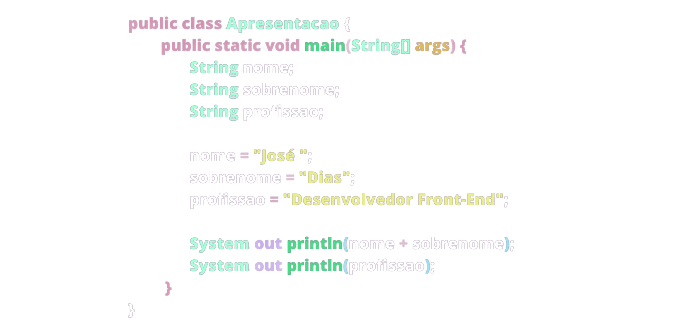 public class Apresentacao {
public static void main(String[] args) {
String nome;
String sobrenome;
String profissao;
nome = "José ";
sobrenome = "Dias";
profissao = "Desenvolvedor Front-End";
System out println(nome + sobrenome);
System out println(profissao);
}
}